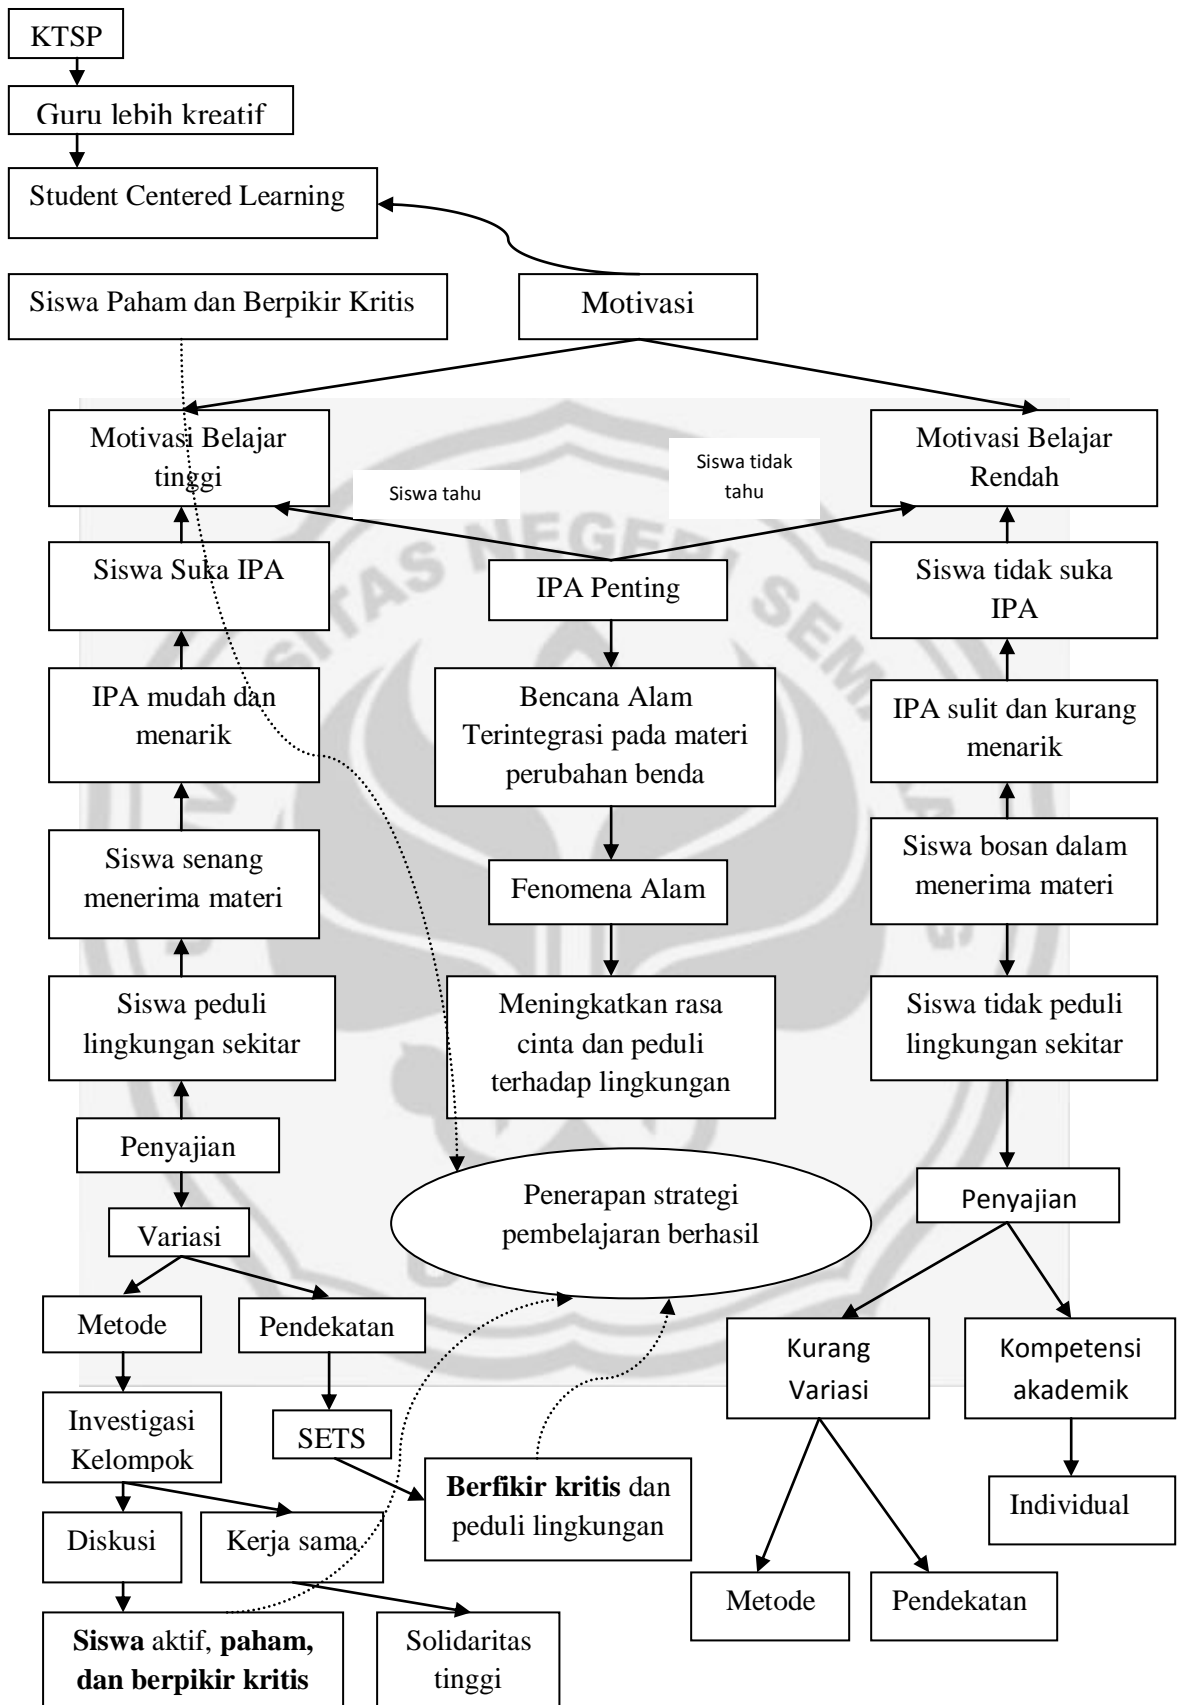 KTSP
Guru lebih kreatif
Student Centered Learning
Siswa Paham dan Berpikir Kritis
Motivasi
Motivasi Belajar
tinggi
Siswa tahu
Siswa tidak
tahu
Motivasi Belajar
Rendah
Siswa Suka IPA
IPA Penting
Siswa tidak suka
IPA
IPA mudah dan
menarik
Bencana Alam
Terintegrasi pada materi
perubahan benda
IPA sulit dan kurang
menarik
Siswa senang
menerima materi
Fenomena Alam
Siswa bosan dalam
menerima materi
Siswa peduli
lingkungan sekitar
Meningkatkan rasa
cinta dan peduli
terhadap lingkungan
Siswa tidak peduli
lingkungan sekitar
Penyajian
Penerapan strategi
pembelajaran berhasil
Penyajian
Variasi
Metode
Pendekatan
Kurang
Variasi
Kompetensi
akademik
Investigasi
Kelompok
SETS
Berfikir kritis dan
peduli lingkungan
Individual
Diskusi
Kerja sama
Metode
Pendekatan
Siswa aktif, paham,
dan berpikir kritis
Solidaritas
tinggi